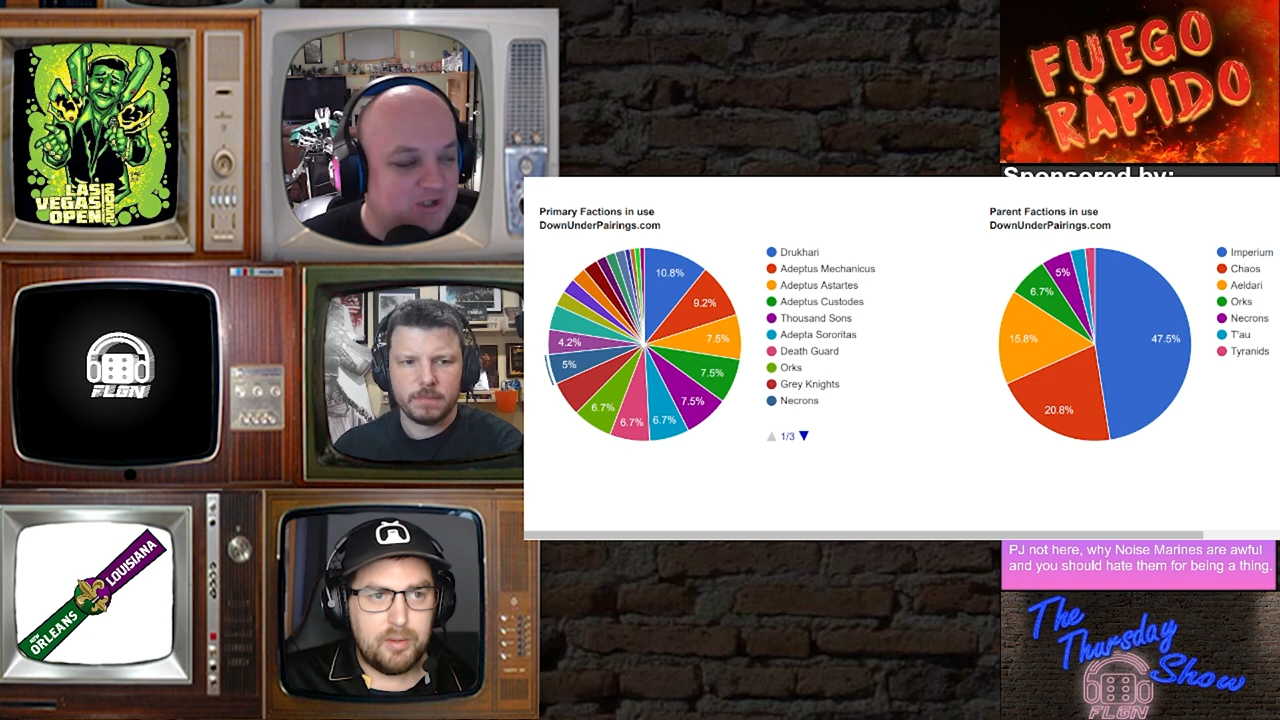 LAS
VEGAS
OPEN
FLGN
NEW
ORLEANS
LOUISIANA
FUEGO
RÀPIDO
Sponsored by:
Primary Factions in use
DownUnderPairings.com
10.8%
9.2%
7.5%
7.5%
7.5%
6.7%
6.7%
6.7%
5%
4.2%
Drukhari
Adeptus Mechanicus
Adeptus Astartes
Adeptus Custodes
Thousand Sons
Adepta Sororitas
Death Guard
Orks
Grey Knights
Necrons
1/3
Parent Factions in use
DownUnderPairings.com
47.5%
20.8%
15.8%
6.7%
5%
Imperium
Chaos
Aeldari
Orks
Necrons
T'au
Tyranids
PJ not here, why Noise Marines are awful
and you should hate them for being a thing.
The
Thursday
Show
FLGN